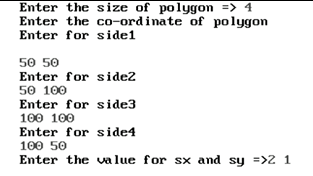 Enter the size of polygon => 4
Enter the co-ordinate of polygon
Enter for side1
50 50
Enter for side2
50 100
Enter for side3
100 100
Enter for side4
100 50
Enter the value for sx and sy =>2 1